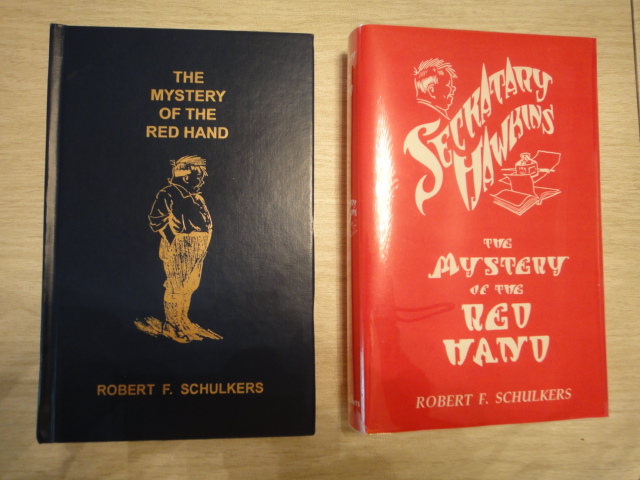 THE
MYSTERY
OF THE
RED HAND
ROBERT F. SCHULKERS
SECKATARY
HAWKINS
THE
MYSTERY
OF THE
RED
HAND
ROBERT F. SCHULKERS